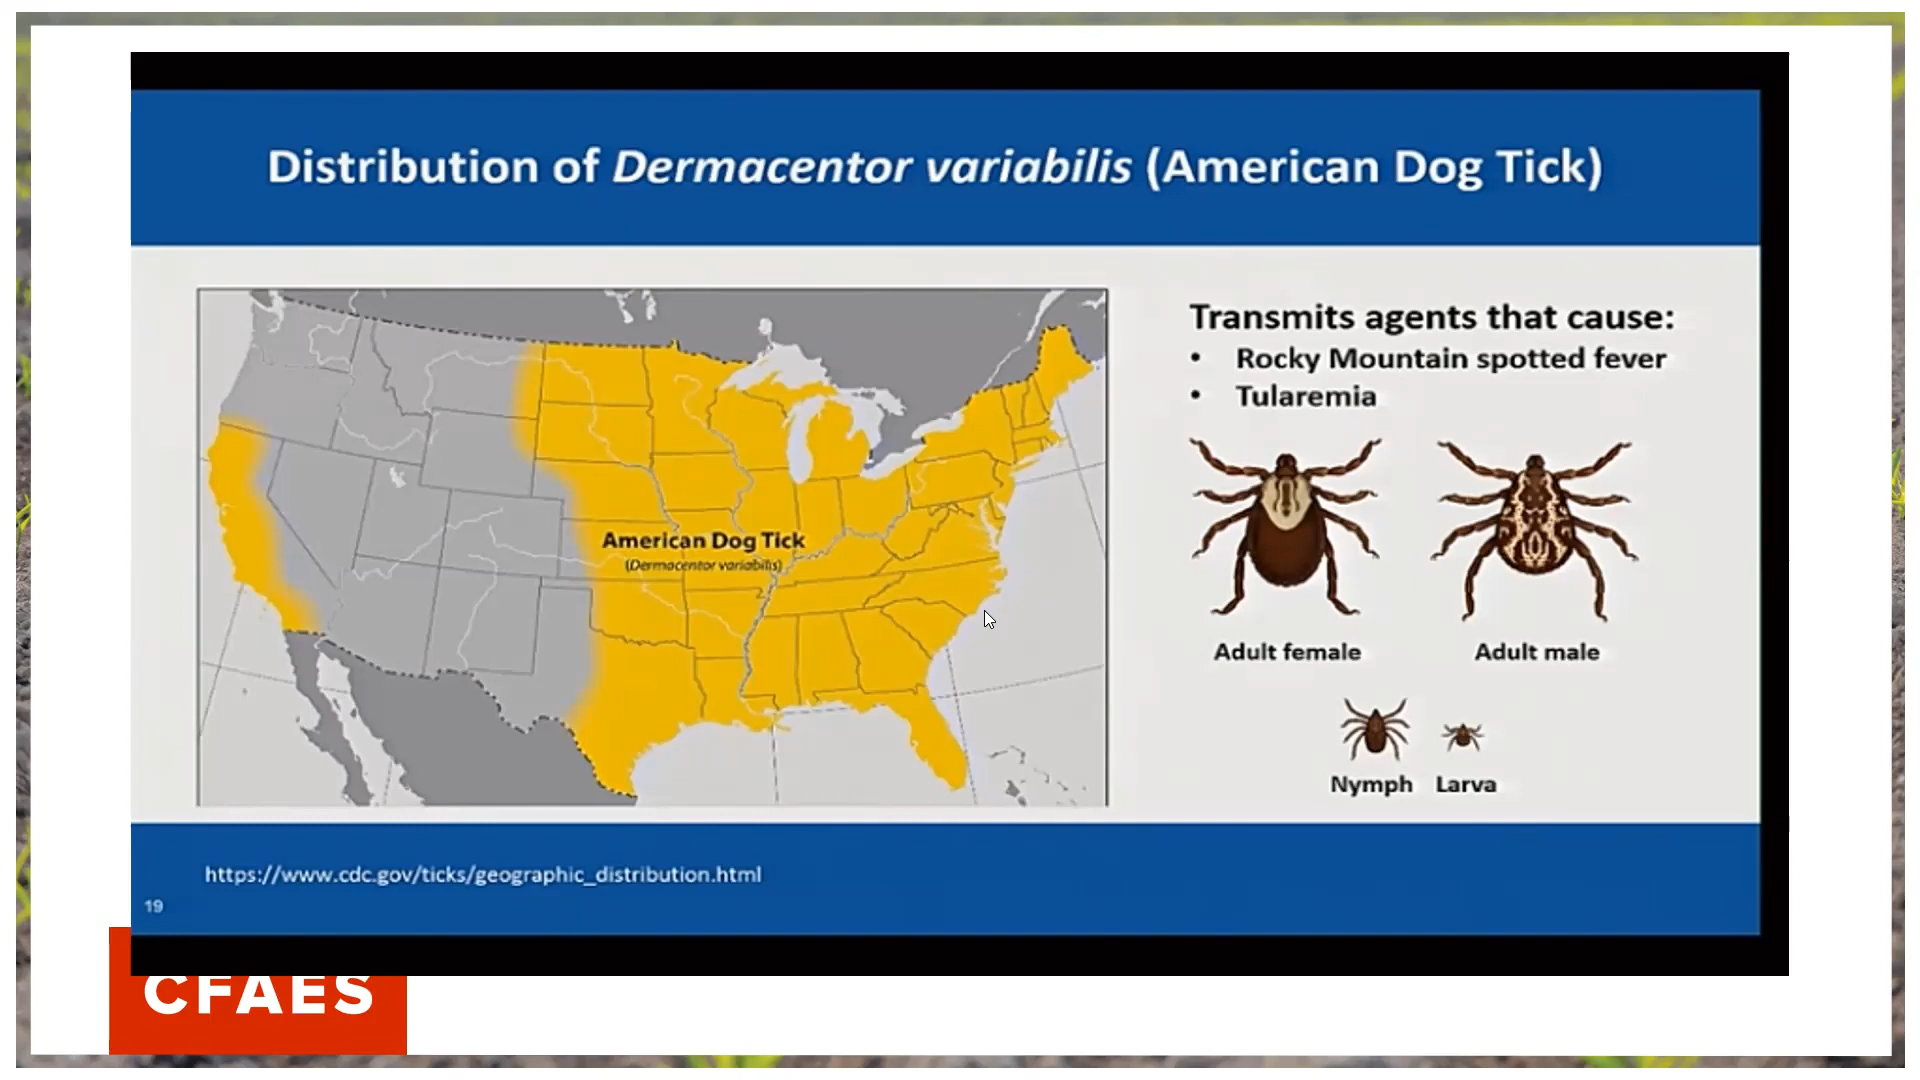 Distribution of Dermacentor variabilis (American Dog Tick)
American Dog Tick
(Dermacentor variabilis)
Transmits agents that cause:
• Rocky Mountain spotted fever
• Tularemia
Adult female
Adult male
Nymph
Larva
https://www.cdc.gov/ticks/geographic_distribution.html
19
CFAES